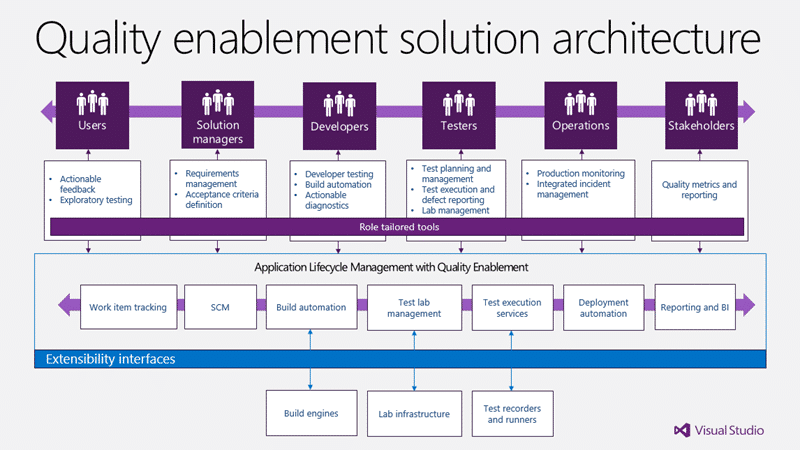 Quality enablement solution architecture
Users
Solution
managers
Developers
Testers
Operations
Stakeholders
• Actionable
feedback
• Exploratory testing
• Requirements
management
• Acceptance criteria
definition
• Developer testing
• Build automation
• Actionable
diagnostics
• Test planning and
management
• Test execution and
defect reporting
• Lab management
• Production monitoring
• Integrated incident
management
Quality metrics and
reporting
Role tailored tools
Application Lifecycle Management with Quality Enablement
Work item tracking
SCM
Build automation
Test lab
management
Test execution
services
Deployment
automation
Reporting and BI
Extensibility interfaces
Build engines
Lab infrastructure
Test recorders
and runners
Visual Studio